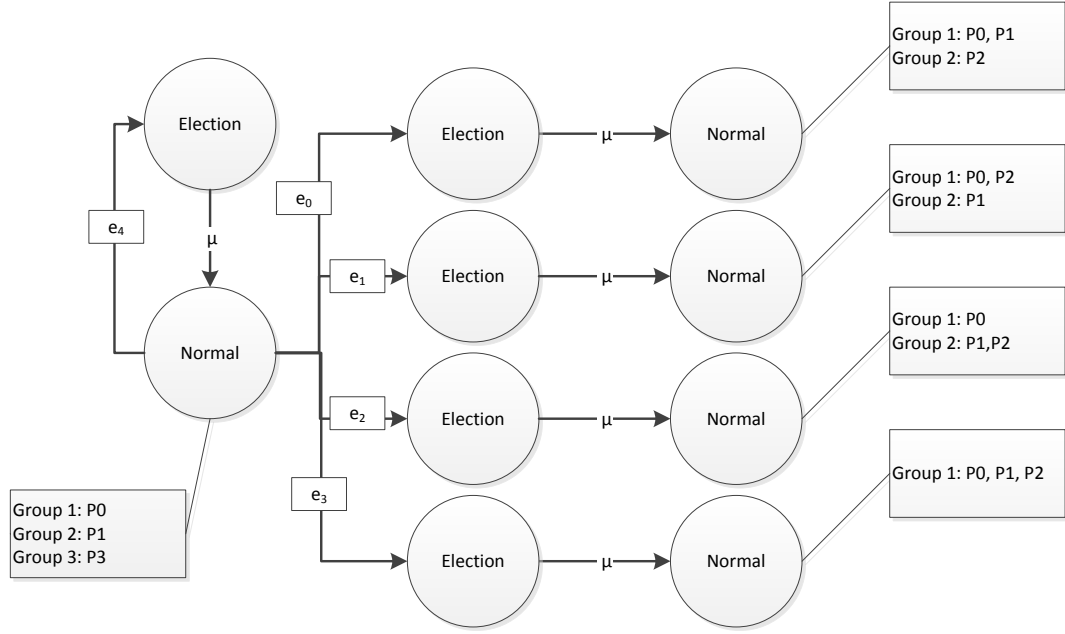 Group 1: P0, P1
Group 2: P2
Election
Election
μ
Normal
e₀
Group 1: P0, P2
Group 2: P1
e₄
μ
e₁
Election
μ
Normal
Group 1: P0
Group 2: P1,P2
Normal
e₂
Election
μ
Normal
Group 1: P0, P1, P2
e₃
Group 1: P0
Group 2: P1
Group 3: P3
Election
μ
Normal